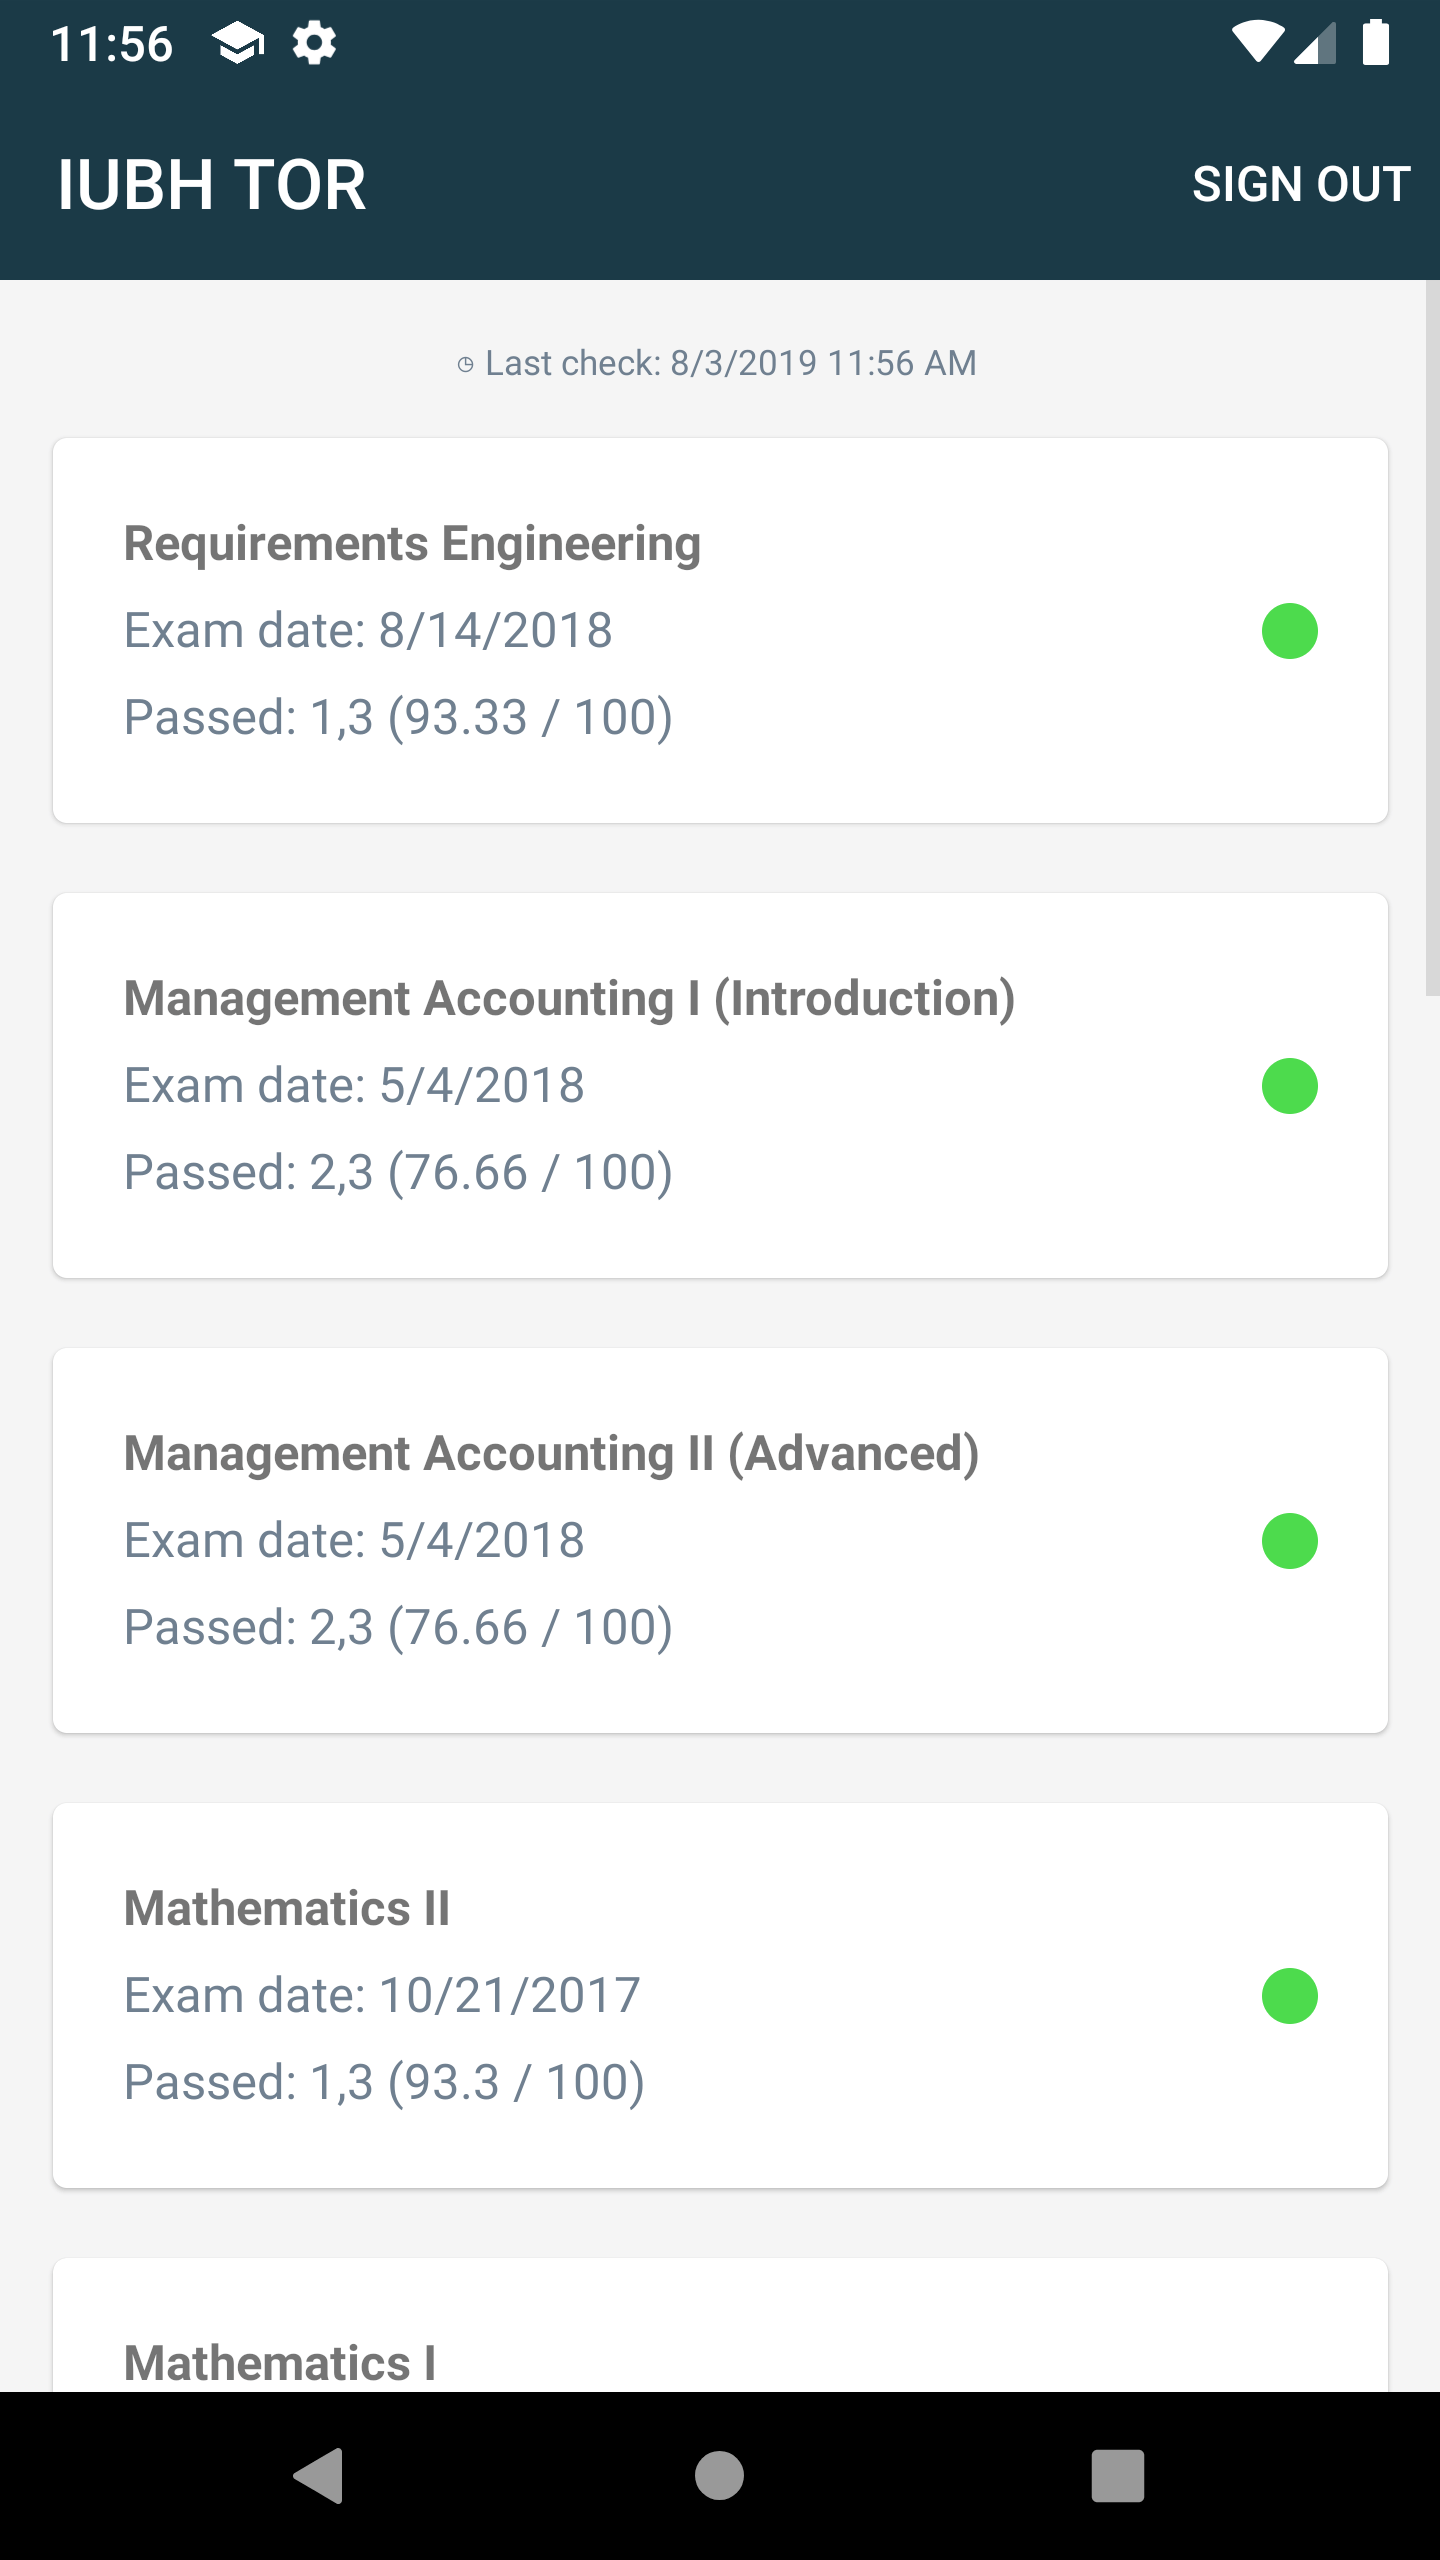 11:56
IUBH TOR
SIGN OUT
Last check: 8/3/2019 11:56 AM
Requirements Engineering
Exam date: 8/14/2018
Passed: 1,3 (93.33 / 100)
Management Accounting I (Introduction)
Exam date: 5/4/2018
Passed: 2,3 (76.66 / 100)
Management Accounting II (Advanced)
Exam date: 5/4/2018
Passed: 2,3 (76.66 / 100)
Mathematics II
Exam date: 10/21/2017
Passed: 1,3 (93.3 / 100)
Mathematics I